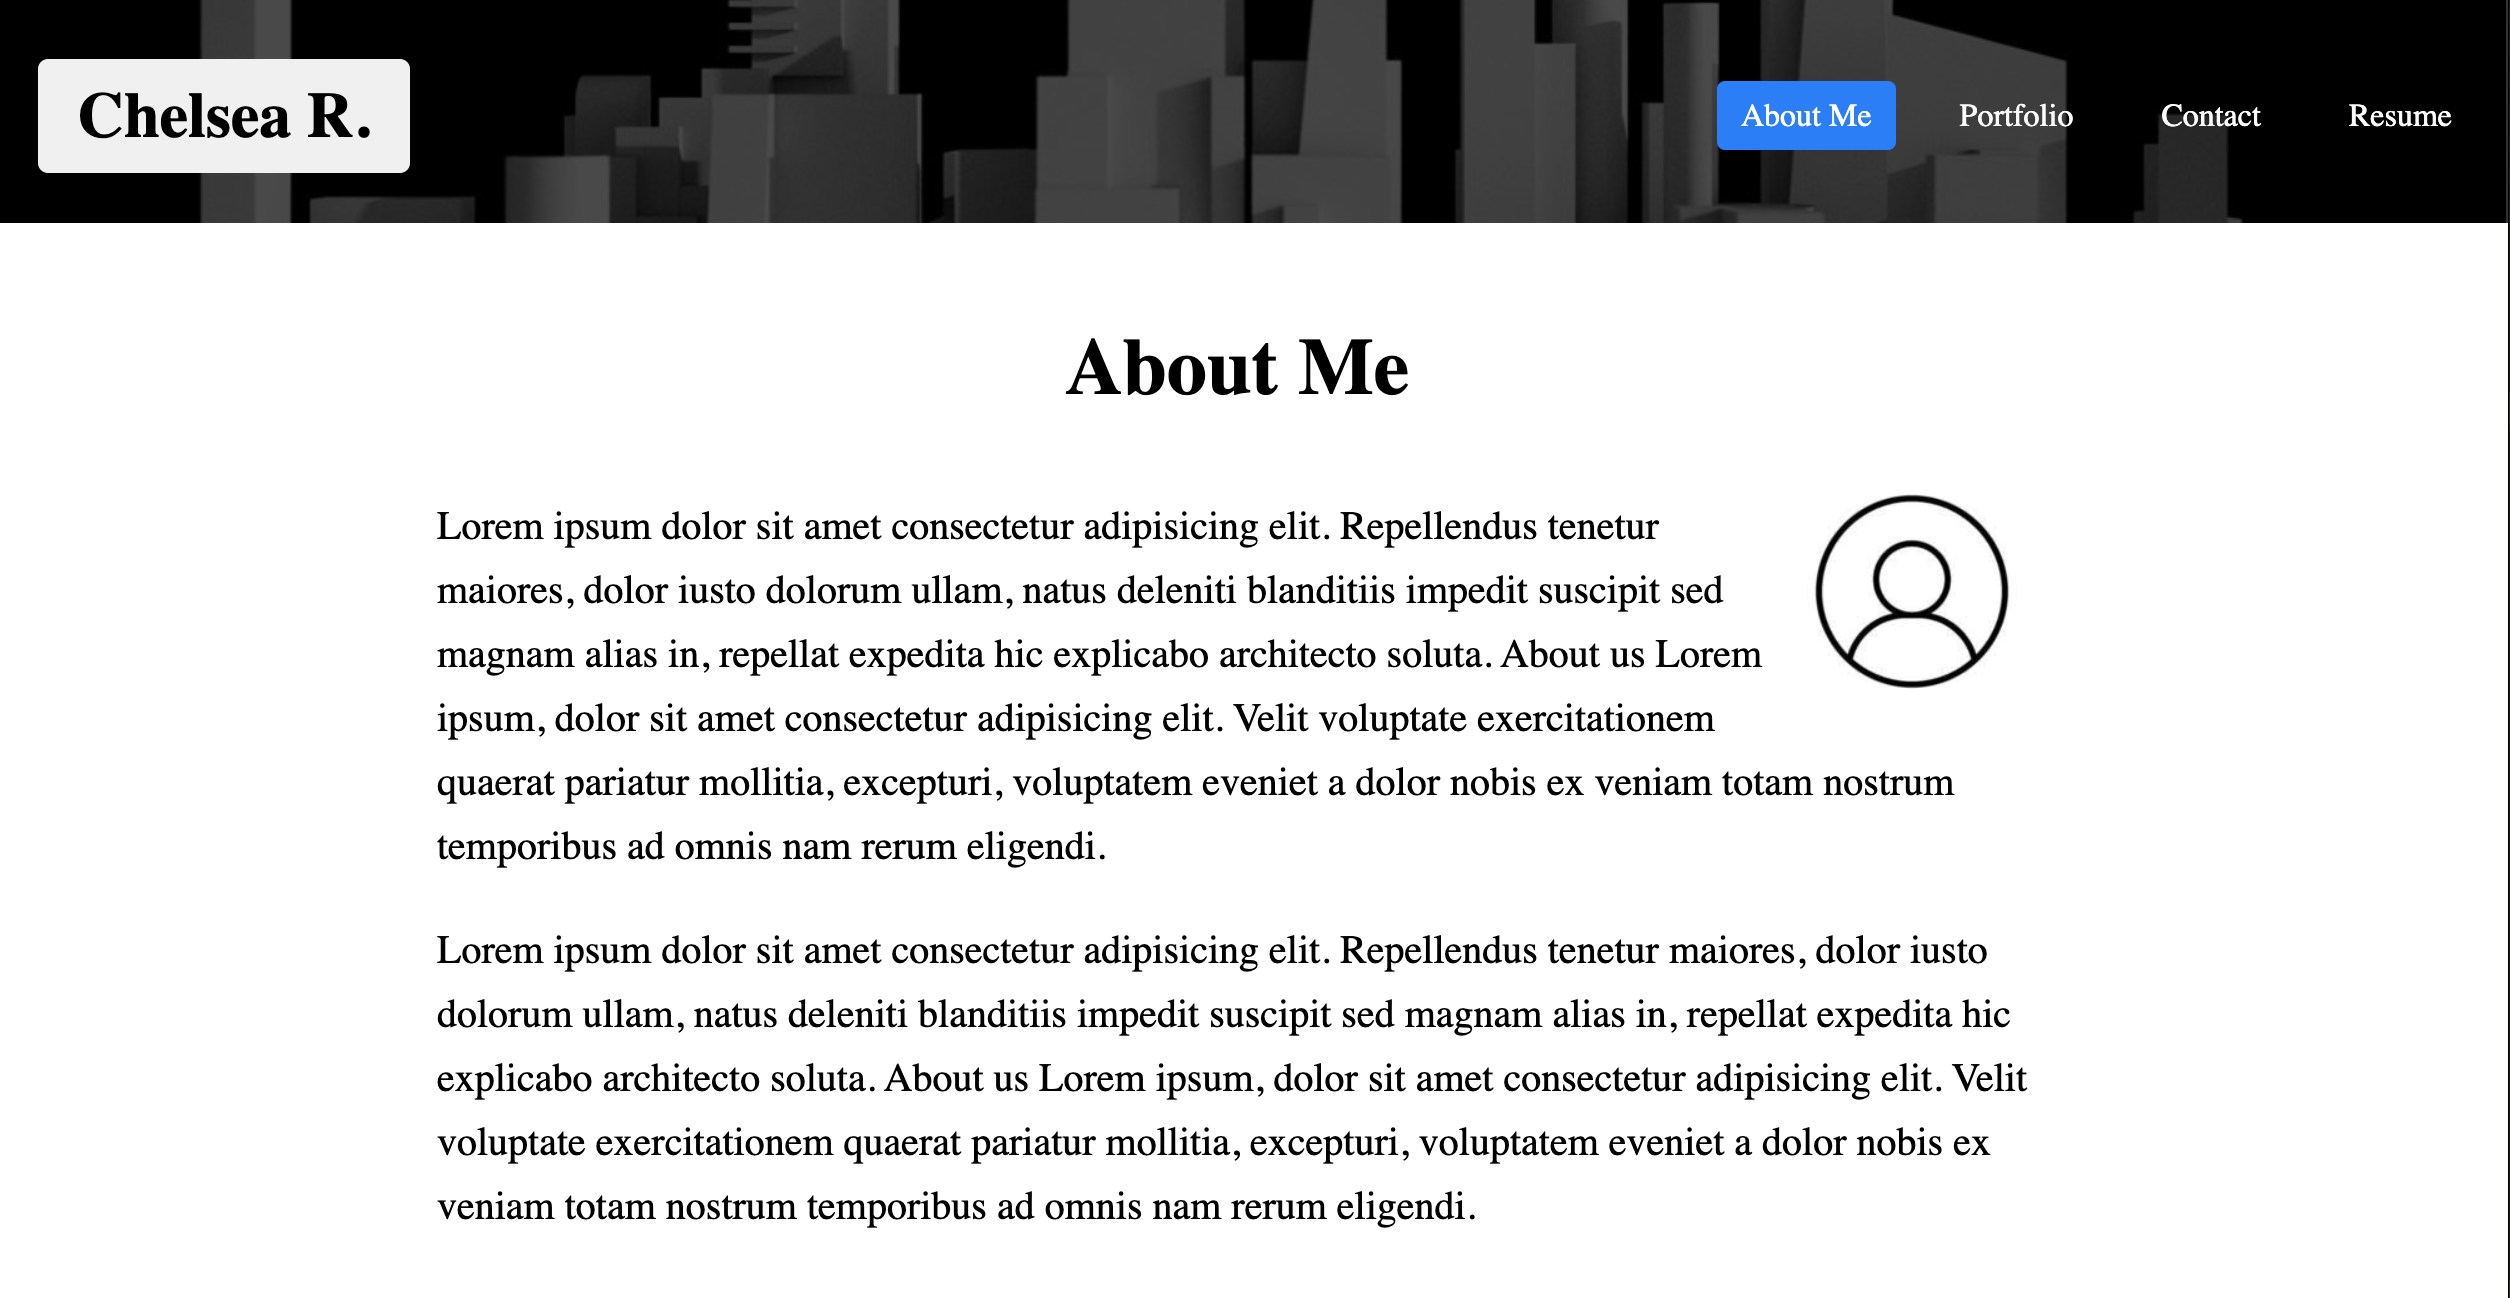 Chelsea R.
About Me
Portfolio
Contact
Resume
About Me
Lorem ipsum dolor sit amet consectetur adipisicing elit. Repellendus tenetur
maiores, dolor iusto dolorum ullam, natus deleniti blanditiis impedit suscipit sed
magnam alias in, repellat expedita hic explicabo architecto soluta. About us Lorem
ipsum, dolor sit amet consectetur adipisicing elit. Velit voluptate exercitationem
quaerat pariatur mollitia, excepturi, voluptatem eveniet a dolor nobis ex veniam totam nostrum
temporibus ad omnis nam rerum eligendi.
Lorem ipsum dolor sit amet consectetur adipisicing elit. Repellendus tenetur maiores, dolor iusto
dolorum ullam, natus deleniti blanditiis impedit suscipit sed magnam alias in, repellat expedita hic
explicabo architecto soluta. About us Lorem ipsum, dolor sit amet consectetur adipisicing elit. Velit
voluptate exercitationem quaerat pariatur mollitia, excepturi, voluptatem eveniet a dolor nobis ex
veniam totam nostrum temporibus ad omnis nam rerum eligendi.